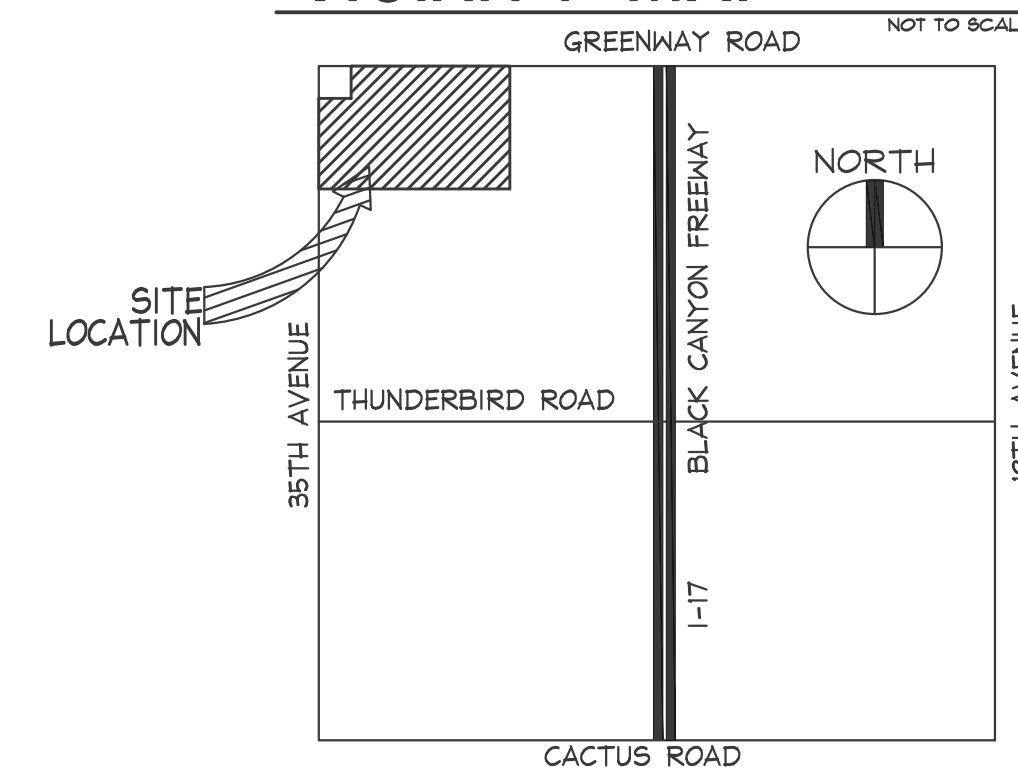 NOT TO SCAL
GREENWAY ROAD
NORTH
BLACK CANYON FREEWAY
SITE
LOCATION
35TH AVENUE
THUNDERBIRD ROAD
I-17
CACTUS ROAD